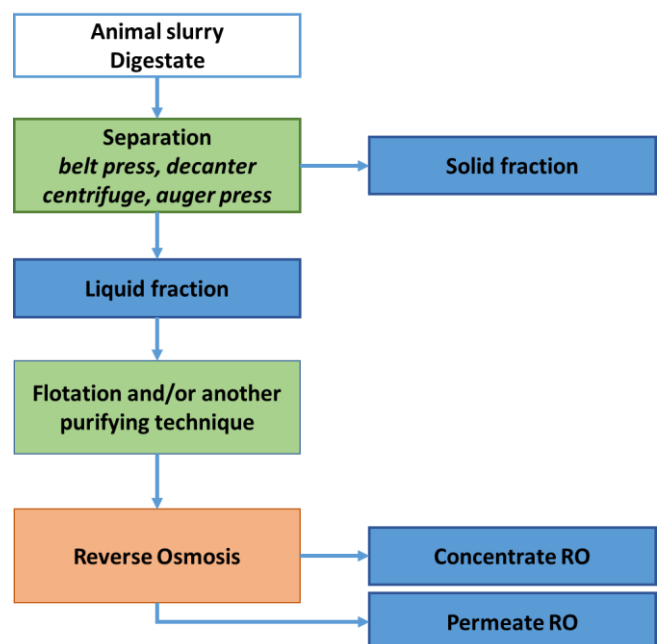 Animal slurry
Digestate
Separation
belt press, decanter
centrifuge, auger press
Solid fraction
Liquid fraction
Flotation and/or another
purifying technique
Reverse Osmosis
Concentrate RO
Permeate RO